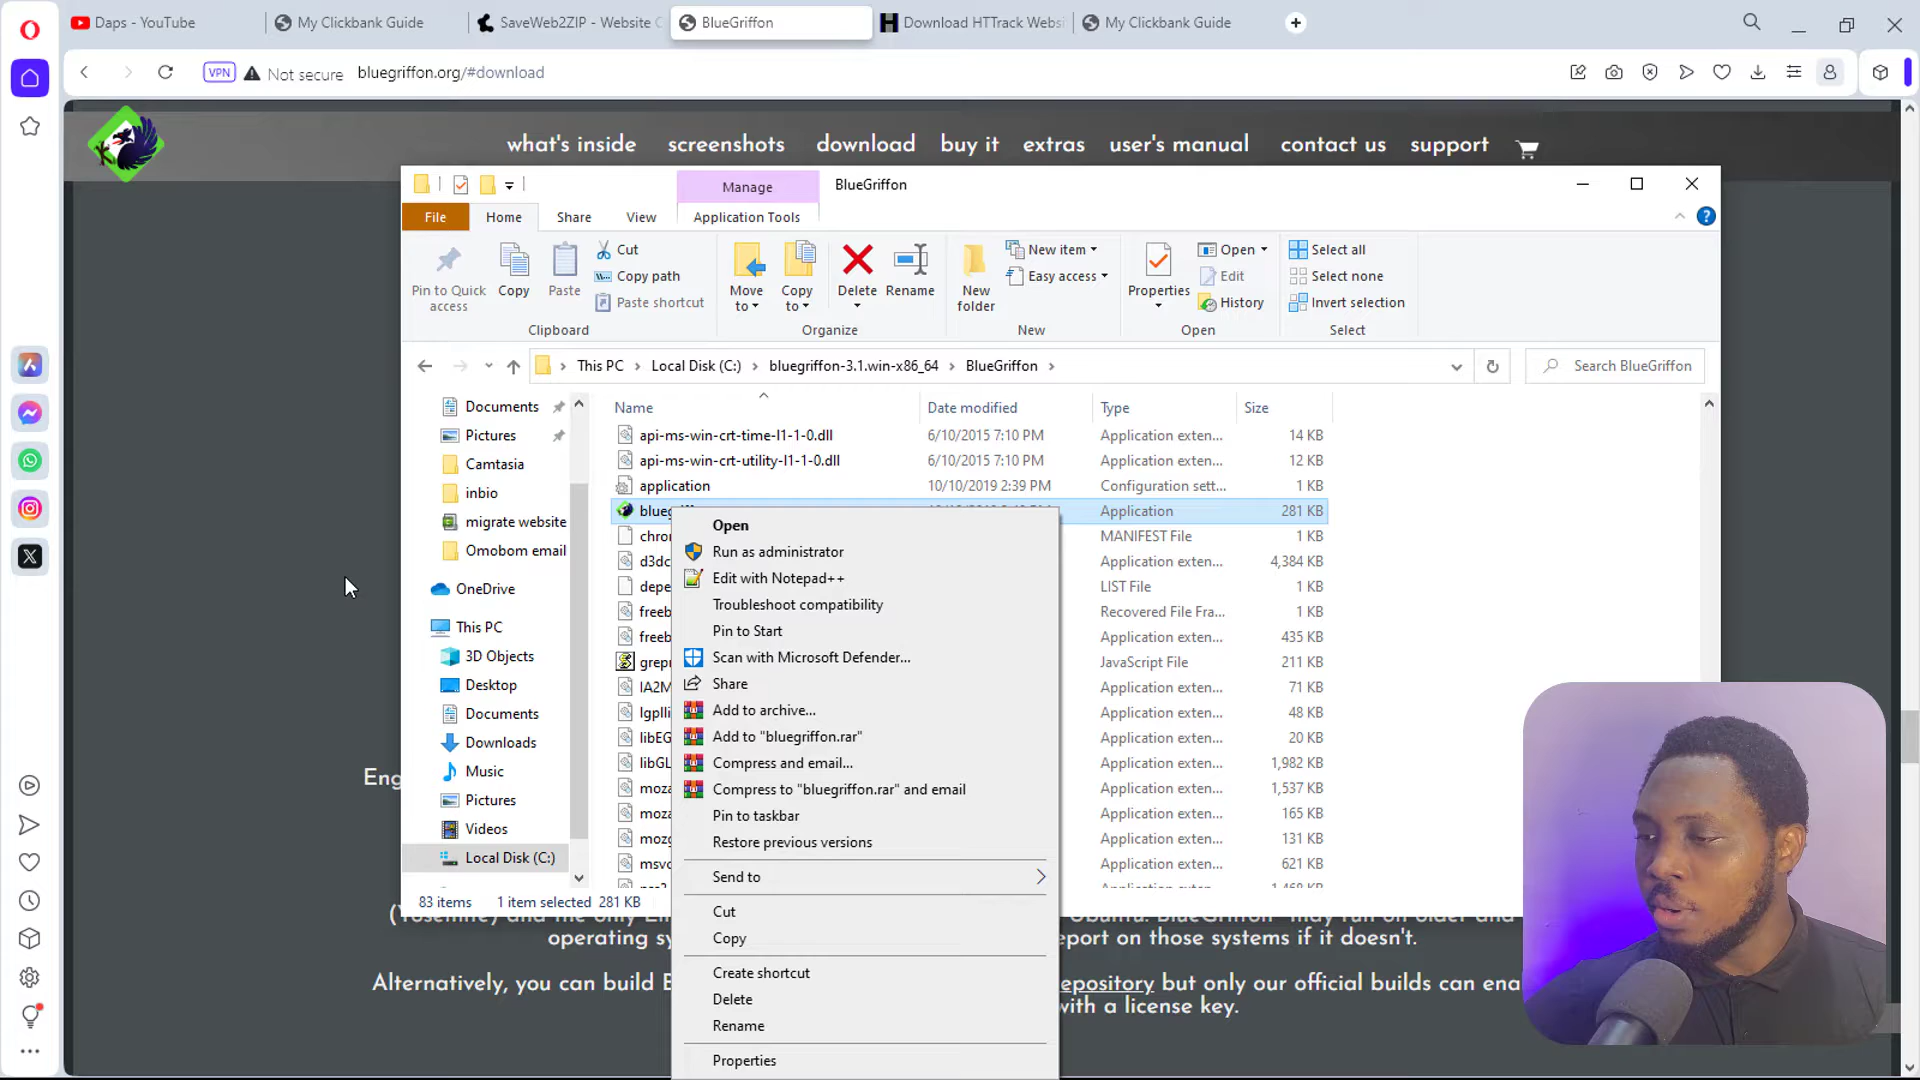 Daps - YouTube
My Clickbank Guide
SaveWeb2ZIP - Website C
BlueGriffon
Download HTTrack Websi
My Clickbank Guide
VPN
Not secure
bluegriffon.org/#download
what's inside
screenshots
download
buy it
extras
user's manual
contact us
support
Manage
BlueGriffon
File
Home
Share
View
Application Tools
Pin to Quick access
Copy
Paste
Cut
Copy path
Paste shortcut
Clipboard
Move to
Copy to
Delete
Rename
Organize
New folder
New item
Easy access
New
Properties
Open
Edit
History
Open
Select all
Select none
Invert selection
Select
This PC
Local Disk (C:)
bluegriffon-3.1.win-x86_64
BlueGriffon
Search BlueGriffon
Documents
Pictures
Camtasia
inbio
migrate website
Omobom email
OneDrive
This PC
3D Objects
Desktop
Documents
Downloads
Music
Pictures
Videos
Local Disk (C:)
Name Date modified Type Size
api-ms-win-crt-time-l1-1-0.dll 6/10/2015 7:10 PM Application exten... 14 KB
api-ms-win-crt-utility-l1-1-0.dll 6/10/2015 7:10 PM Application exten... 12 KB
application 10/10/2019 2:39 PM Configuration sett... 1 KB
Application 281 KB
MANIFEST File 1 KB
d3dc Application exten... 4,384 KB
depe LIST File 1 KB
freeb Recovered File Fra... 1 KB
freeb Application exten... 435 KB
JavaScript File 211 KB
IA2M Application exten... 71 KB
lgplli Application exten... 48 KB
libEG Application exten... 20 KB
libGL Application exten... 1,982 KB
moza Application exten... 1,537 KB
moza Application exten... 165 KB
mozg Application exten... 131 KB
msvc Application exten... 621 KB
Open
Run as administrator
Edit with Notepad++
Troubleshoot compatibility
Pin to Start
Scan with Microsoft Defender...
Share
Add to archive...
Add to "bluegriffon.rar"
Compress and email...
Compress to "bluegriffon.rar" and email
Pin to taskbar
Restore previous versions
Send to
Cut
Copy
Create shortcut
Delete
Rename
Properties
83 items 1 item selected 281 KB
Eng
operating sy eport on those systems if it doesn't.
Alternatively, you can build epository but only our official builds can ena
with a license key.